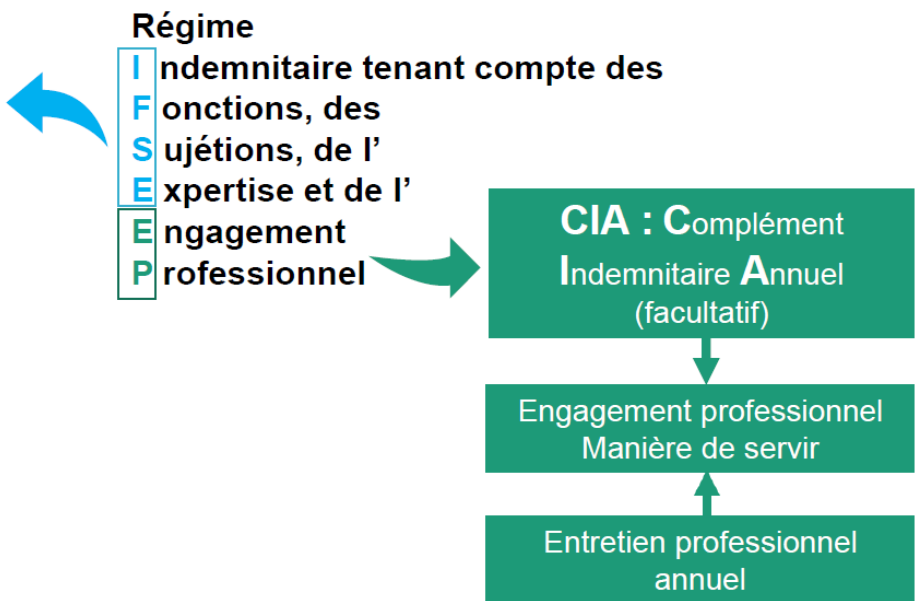 Régime
Indemnitaire tenant compte des
Fonctions, des
Sujétions, de l’
Expertise et de l’
Engagement
Professionnel
CIA : Complément
Indemnitaire Annuel
(facultatif)
Engagement professionnel
Manière de servir
Entretien professionnel
annuel